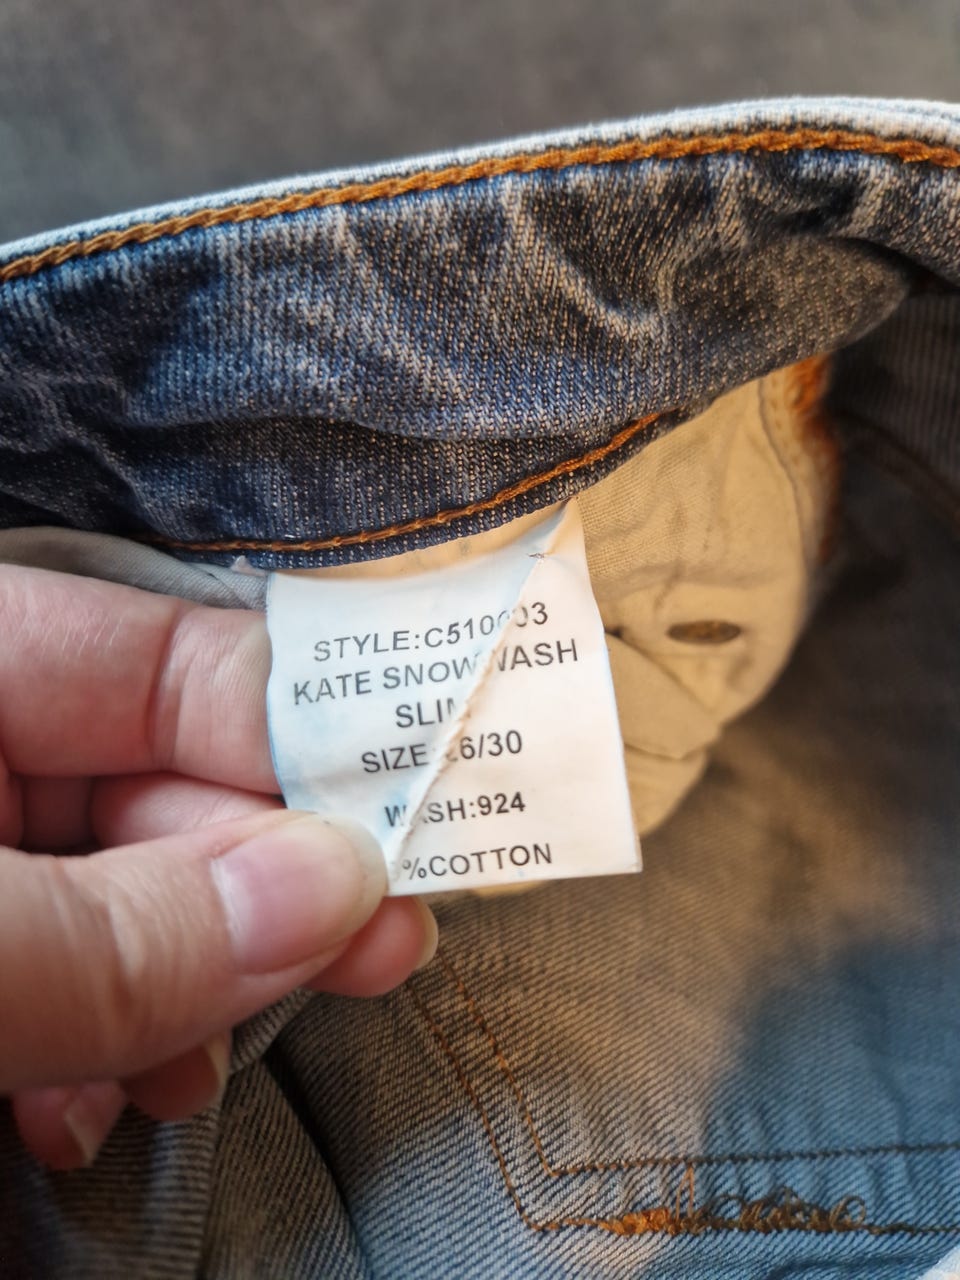 STYLE:C510003
KATE SNOW WASH
SLIM
SIZE:26/30
WASH:924
%COTTON